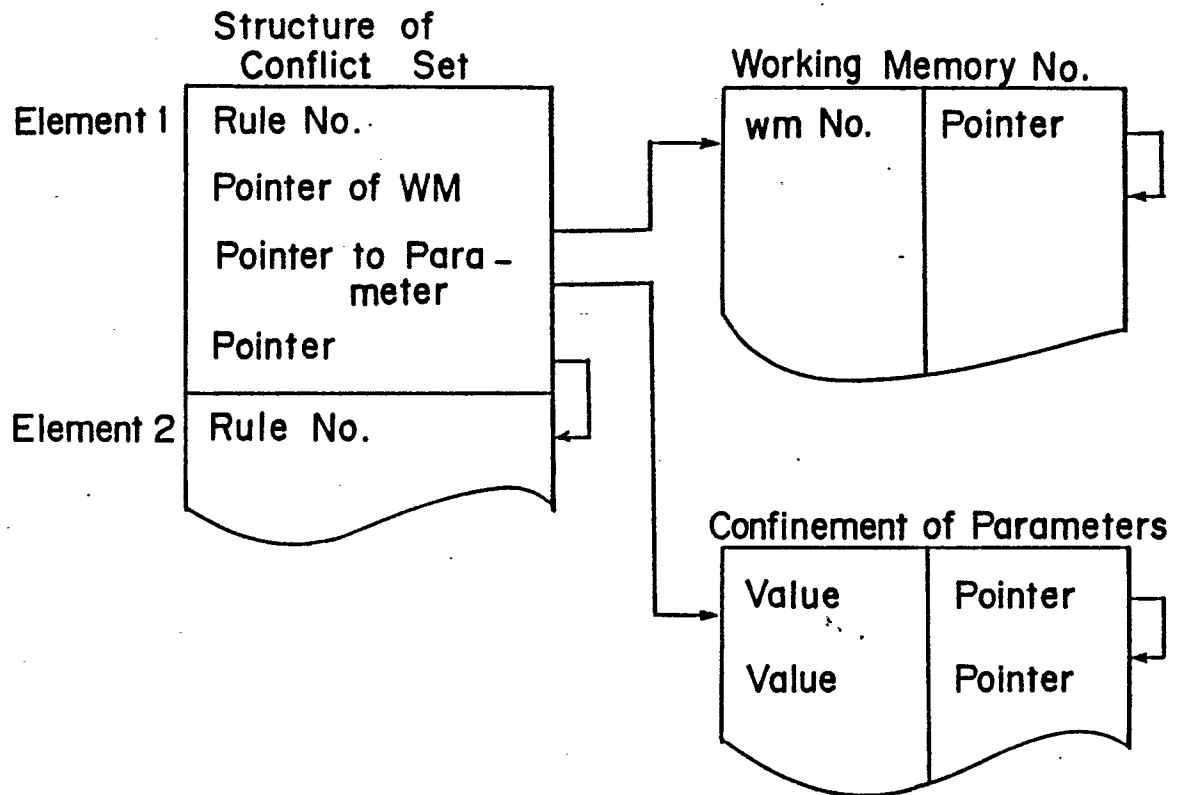 Structure of
Conflict Set
Element 1
Rule No.
Pointer of WM
Pointer to Para-
meter
Pointer
Element 2
Rule No.
Working Memory No.
wm No. Pointer
Confinement of Parameters
Value Pointer
Value Pointer